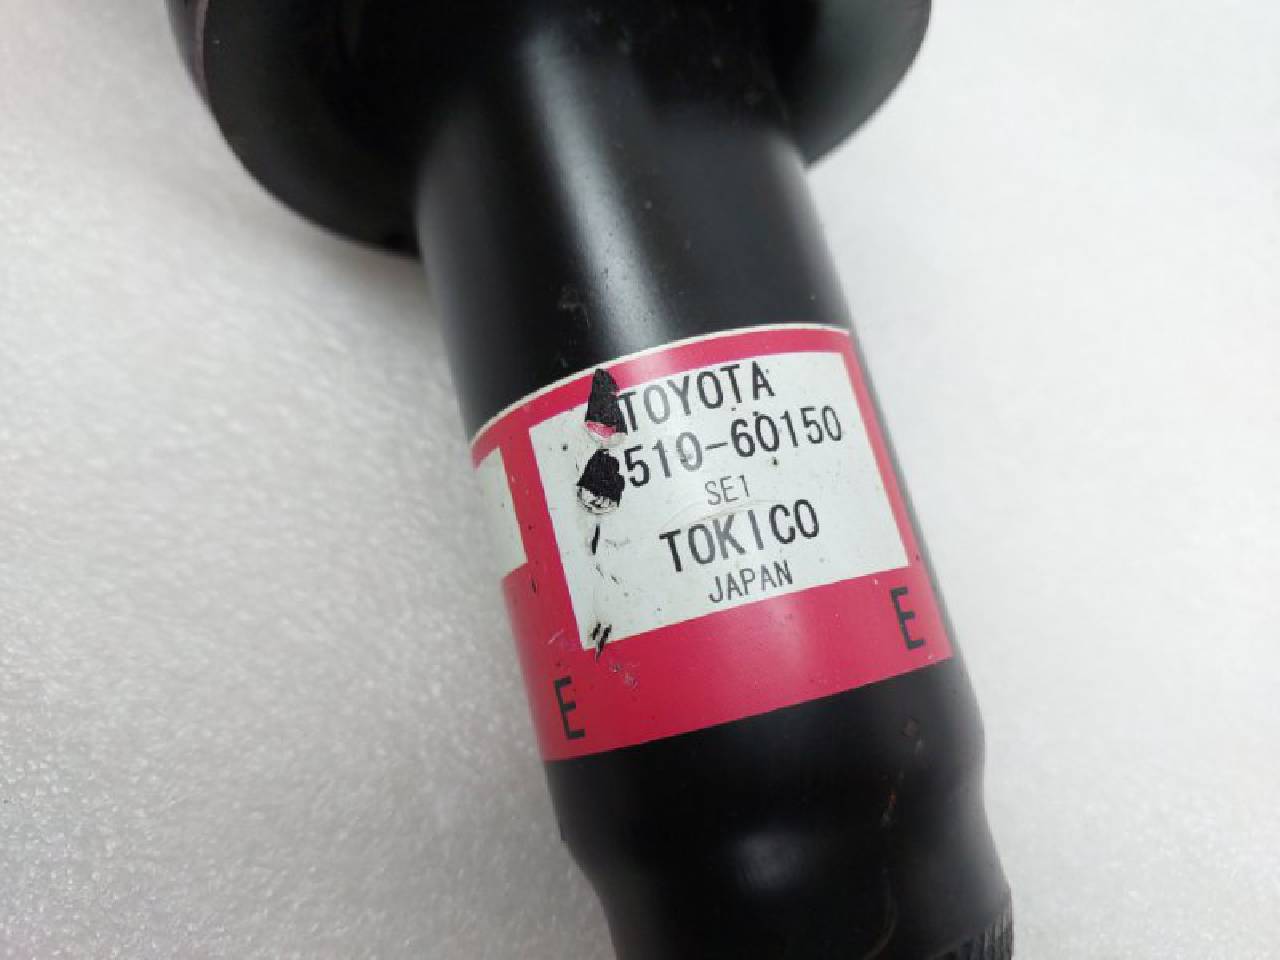 TOYOTA
510-60150
SE1
TOKICO
JAPAN
E
E